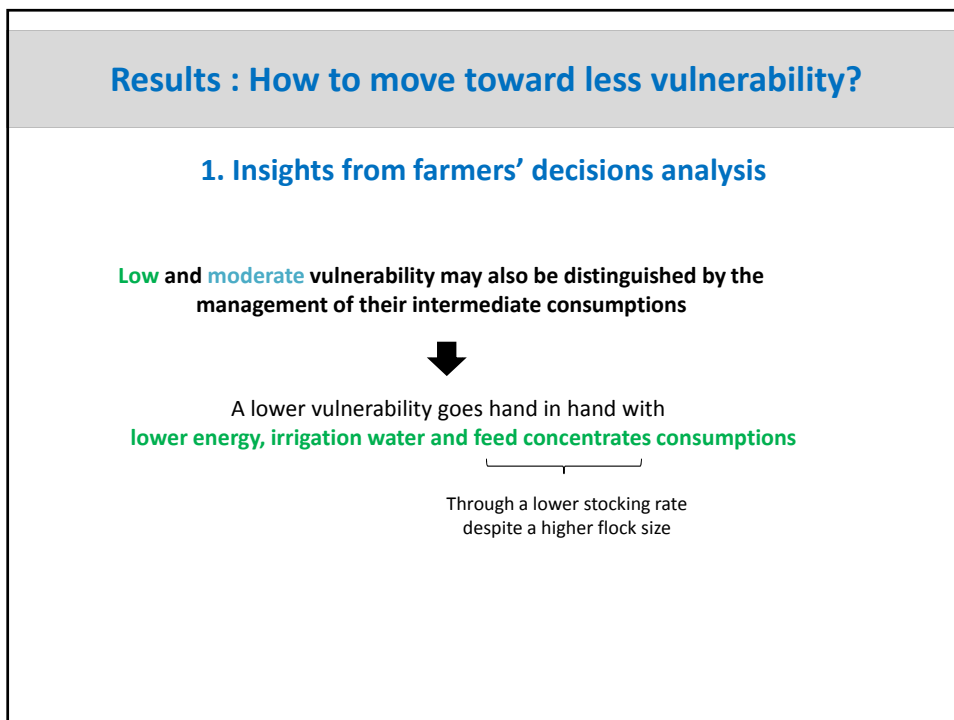 Results : How to move toward less vulnerability?
1. Insights from farmers’ decisions analysis
Low and moderate vulnerability may also be distinguished by the
management of their intermediate consumptions
A lower vulnerability goes hand in hand with
lower energy, irrigation water and feed concentrates consumptions
Through a lower stocking rate
despite a higher flock size